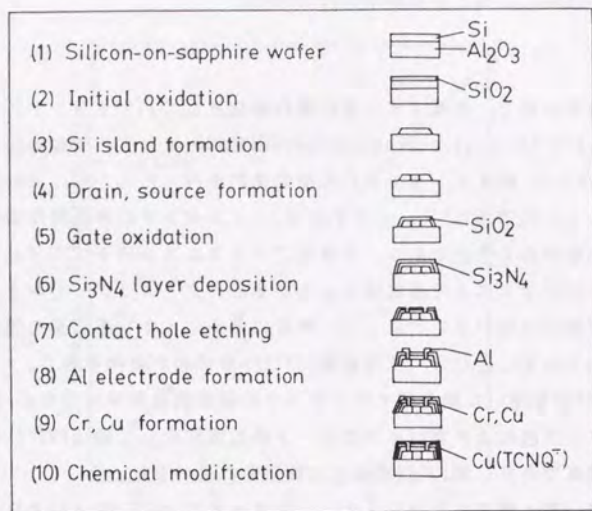 Si
(1) Silicon-on-sapphire wafer
Al2O3
SiO2
(2) Initial oxidation
(3) Si island formation
(4) Drain, source formation
SiO2
(5) Gate oxidation
(6) Si3N4 layer deposition
Si3N4
(7) Contact hole etching
Al
(8) Al electrode formation
(9) Cr, Cu formation
Cr,Cu
(10) Chemical modification
Cu(TCNQ⁻)